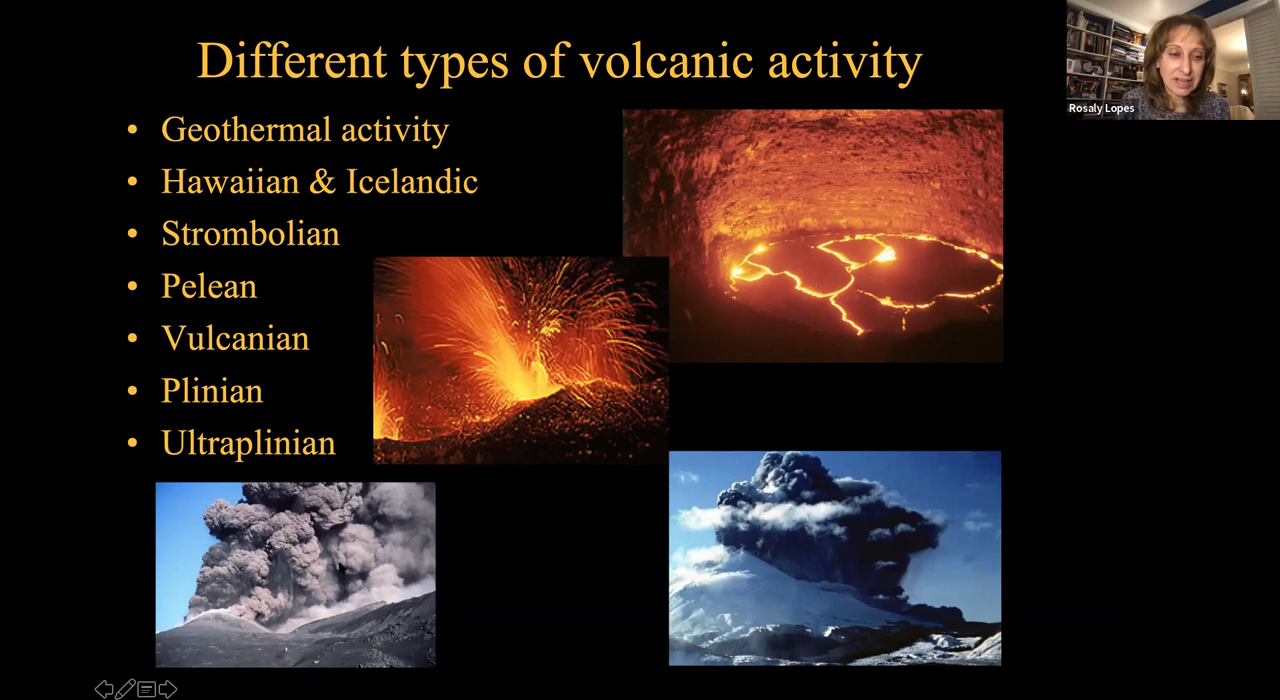 Different types of volcanic activity
• Geothermal activity
• Hawaiian & Icelandic
• Strombolian
• Pelean
• Vulcanian
• Plinian
• Ultraplinian
Rosaly Lopes